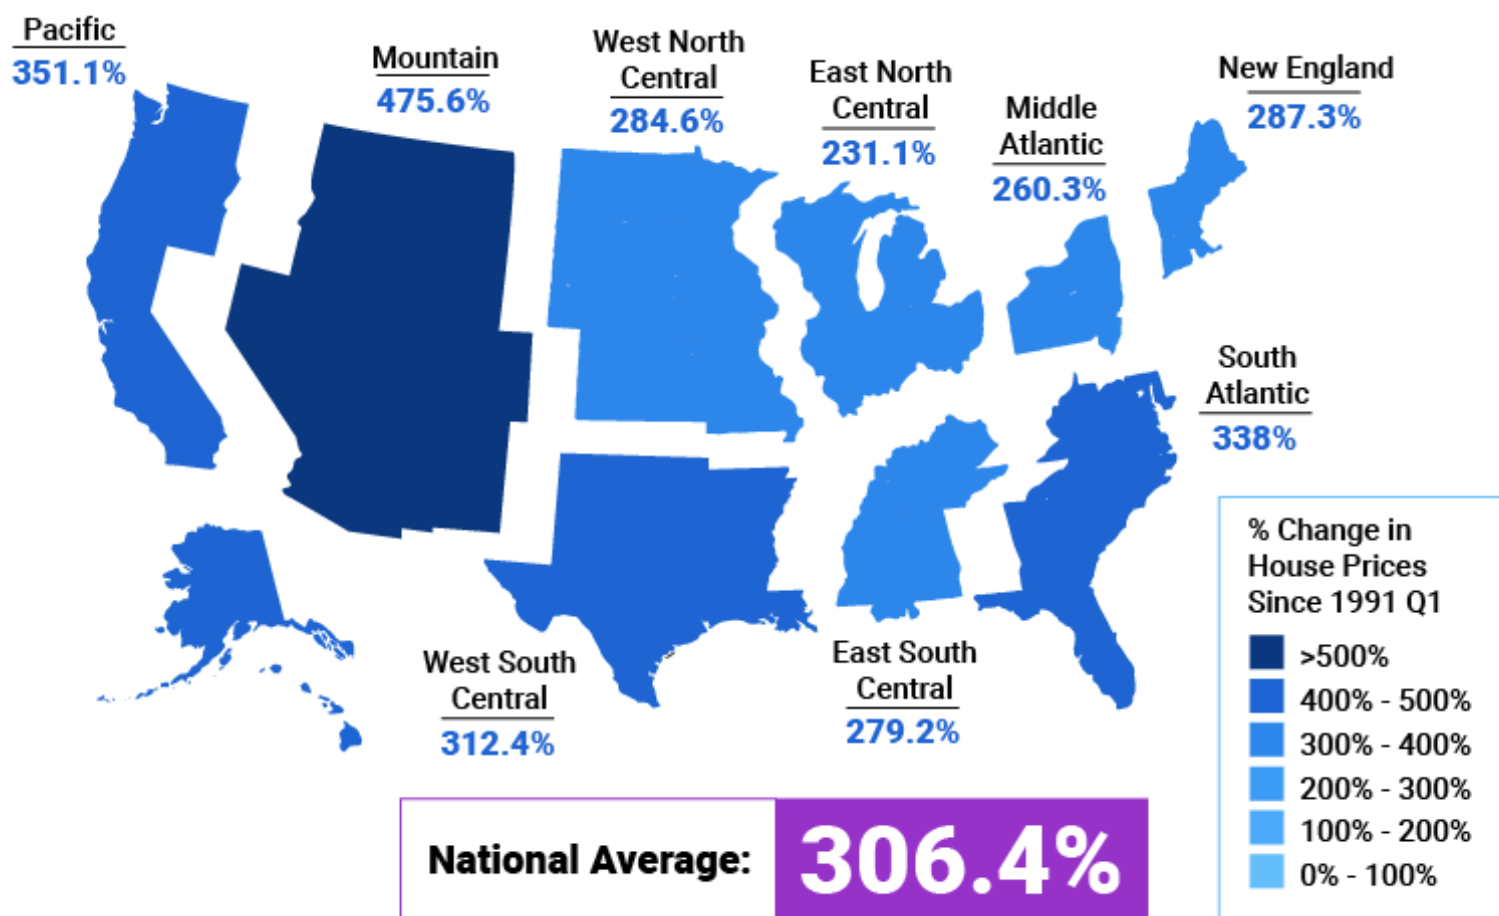 Pacific
351.1%
Mountain
475.6%
West North
Central
284.6%
East North
Central
231.1%
Middle
Atlantic
260.3%
New England
287.3%
South
Atlantic
338%
West South
Central
312.4%
East South
Central
279.2%
% Change in
House Prices
Since 1991 Q1
>500%
400% - 500%
300% - 400%
200% - 300%
100% - 200%
0% - 100%
National Average: 306.4%